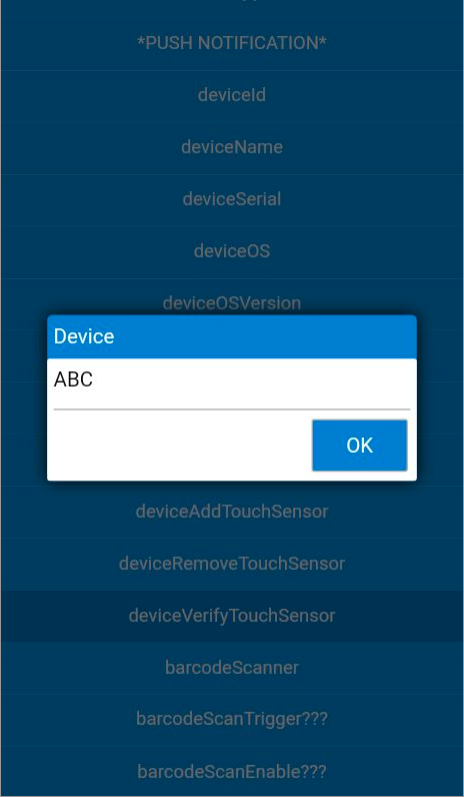 *PUSH NOTIFICATION*
deviceId
deviceName
deviceSerial
deviceOS
deviceOSVersion
Device
ABC
OK
deviceAddTouchSensor
deviceRemoveTouchSensor
deviceVerifyTouchSensor
barcodeScanner
barcodeScanTrigger???
barcodeScanEnable???